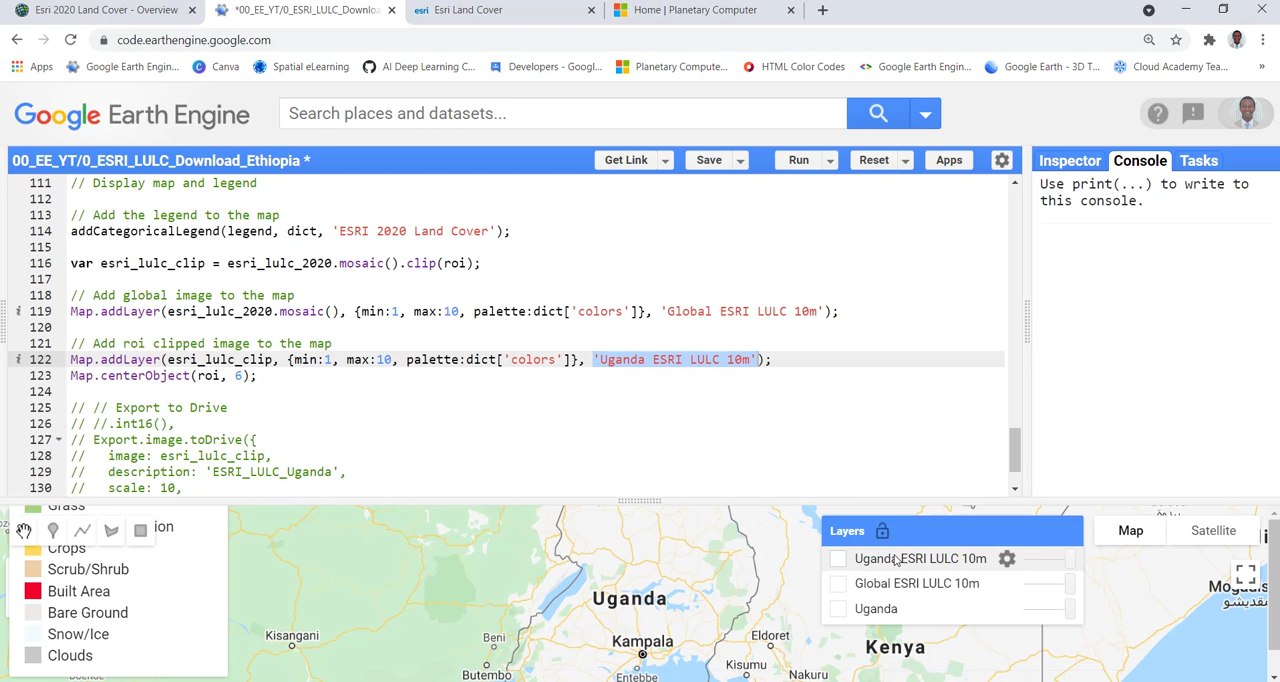 Esri 2020 Land Cover - Overview
*00_EE_YT/0_ESRI_LULC_Downloa
esri Esri Land Cover
Home | Planetary Computer
code.earthengine.google.com
Apps
Google Earth Engin...
Canva
Spatial eLearning
AI Deep Learning C...
Developers - Googl...
Planetary Compute...
HTML Color Codes
Google Earth Engin...
Google Earth - 3D T...
Cloud Academy Tea...
»
Google Earth Engine
Search places and datasets...
00_EE_YT/0_ESRI_LULC_Download_Ethiopia *
Get Link
Save
Run
Reset
Apps
Inspector
Console
Tasks
Use print(...) to write to
this console.
111 // Display map and legend
112
113 // Add the legend to the map
114 addCategoricalLegend(legend, dict, 'ESRI 2020 Land Cover');
115
116 var esri_lulc_clip = esri_lulc_2020.mosaic().clip(roi);
117
118 // Add global image to the map
i 119 Map.addLayer(esri_lulc_2020.mosaic(), {min:1, max:10, palette:dict['colors']}, 'Global ESRI LULC 10m');
120
121 // Add roi clipped image to the map
i 122 Map.addLayer(esri_lulc_clip, {min:1, max:10, palette:dict['colors']}, 'Uganda ESRI LULC 10m');
123 Map.centerObject(roi, 6);
124
125 // // Export to Drive
126 // //.int16(),
127 // Export.image.toDrive({
128 //   image: esri_lulc_clip,
129 //   description: 'ESRI_LULC_Uganda',
130 //   scale: 10,
Grass
ion
Crops
Scrub/Shrub
Built Area
Bare Ground
Snow/Ice
Clouds
Kisangani
Beni
Butembo
Uganda
Kampala
Entebbe
Eldoret
Kisumu
Nakuru
Kenya
Layers
Uganda ESRI LULC 10m
Global ESRI LULC 10m
Uganda
Map
Satellite
مقديشو